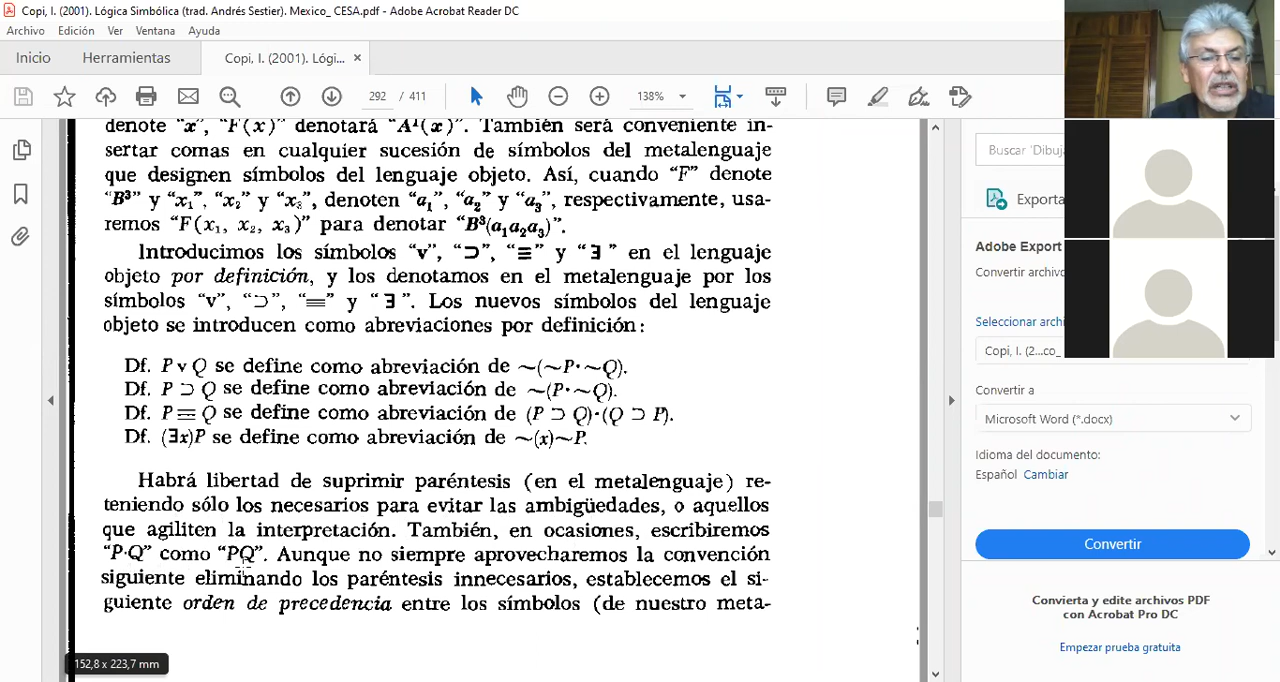 Copi, I. (2001). Lógica Simbólica (trad. Andrés Sestier). Mexico_ CESA.pdf - Adobe Acrobat Reader DC
Archivo Edición Ver Ventana Ayuda
Inicio Herramientas Copi, I. (2001). Lógi... ×
292 / 411 138%
denote "x", "F(x)" denotará "A¹(x)". También será conveniente in-
sertar comas en cualquier sucesión de símbolos del metalenguaje
que designen símbolos del lenguaje objeto. Así, cuando "F" denote
"B³" y "x₁", "x₂" y "x₃", denoten "a₁", "a₂" y "a₃", respectivamente, usa-
remos "F(x₁, x₂, x₃)" para denotar "B³(a₁a₂a₃)".
Introducimos los símbolos "v", "⊃", "≡" y "∃" en el lenguaje
objeto por definición, y los denotamos en el metalenguaje por los
símbolos "v", "⊃", "≡" y "∃". Los nuevos símbolos del lenguaje
objeto se introducen como abreviaciones por definición:
Df. P v Q se define como abreviación de ~(~P·~Q).
Df. P ⊃ Q se define como abreviación de ~(P·~Q).
Df. P ≡ Q se define como abreviación de (P ⊃ Q)·(Q ⊃ P).
Df. (∃x)P se define como abreviación de ~(x)~P.
Habrá libertad de suprimir paréntesis (en el metalenguaje) re-
teniendo sólo los necesarios para evitar las ambigüedades, o aquellos
que agiliten la interpretación. También, en ocasiones, escribiremos
"P·Q" como "PQ". Aunque no siempre aprovecharemos la convención
siguiente eliminando los paréntesis innecesarios, establecemos el si-
guiente orden de precedencia entre los símbolos (de nuestro meta-
152,8 x 223,7 mm
Buscar 'Dibuj
Exporta
Adobe Export
Convertir archivo
Seleccionar archi
Copi, I. (2...co_
Convertir a
Microsoft Word (*.docx)
Idioma del documento:
Español Cambiar
Convertir
Convierta y edite archivos PDF
con Acrobat Pro DC
Empezar prueba gratuita